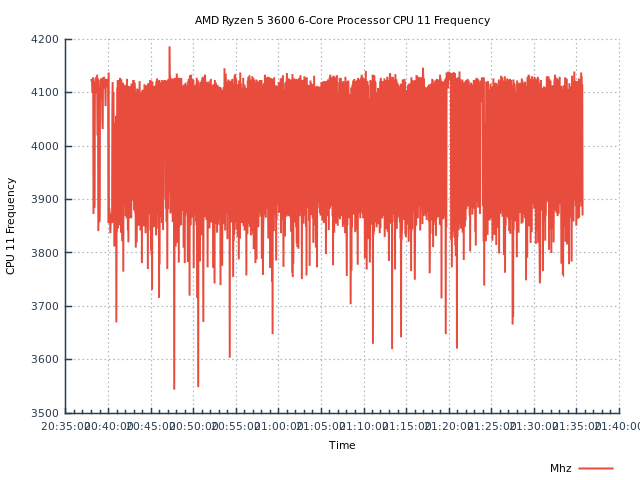 AMD Ryzen 5 3600 6-Core Processor CPU 11 Frequency
4200
4100
4000
3900
3800
3700
3600
3500
CPU 11 Frequency
20:35:00 20:40:00 20:45:00 20:50:00 20:55:00 21:00:00 21:05:00 21:10:00 21:15:00 21:20:00 21:25:00 21:30:00 21:35:00 21:40:00
Time
Mhz